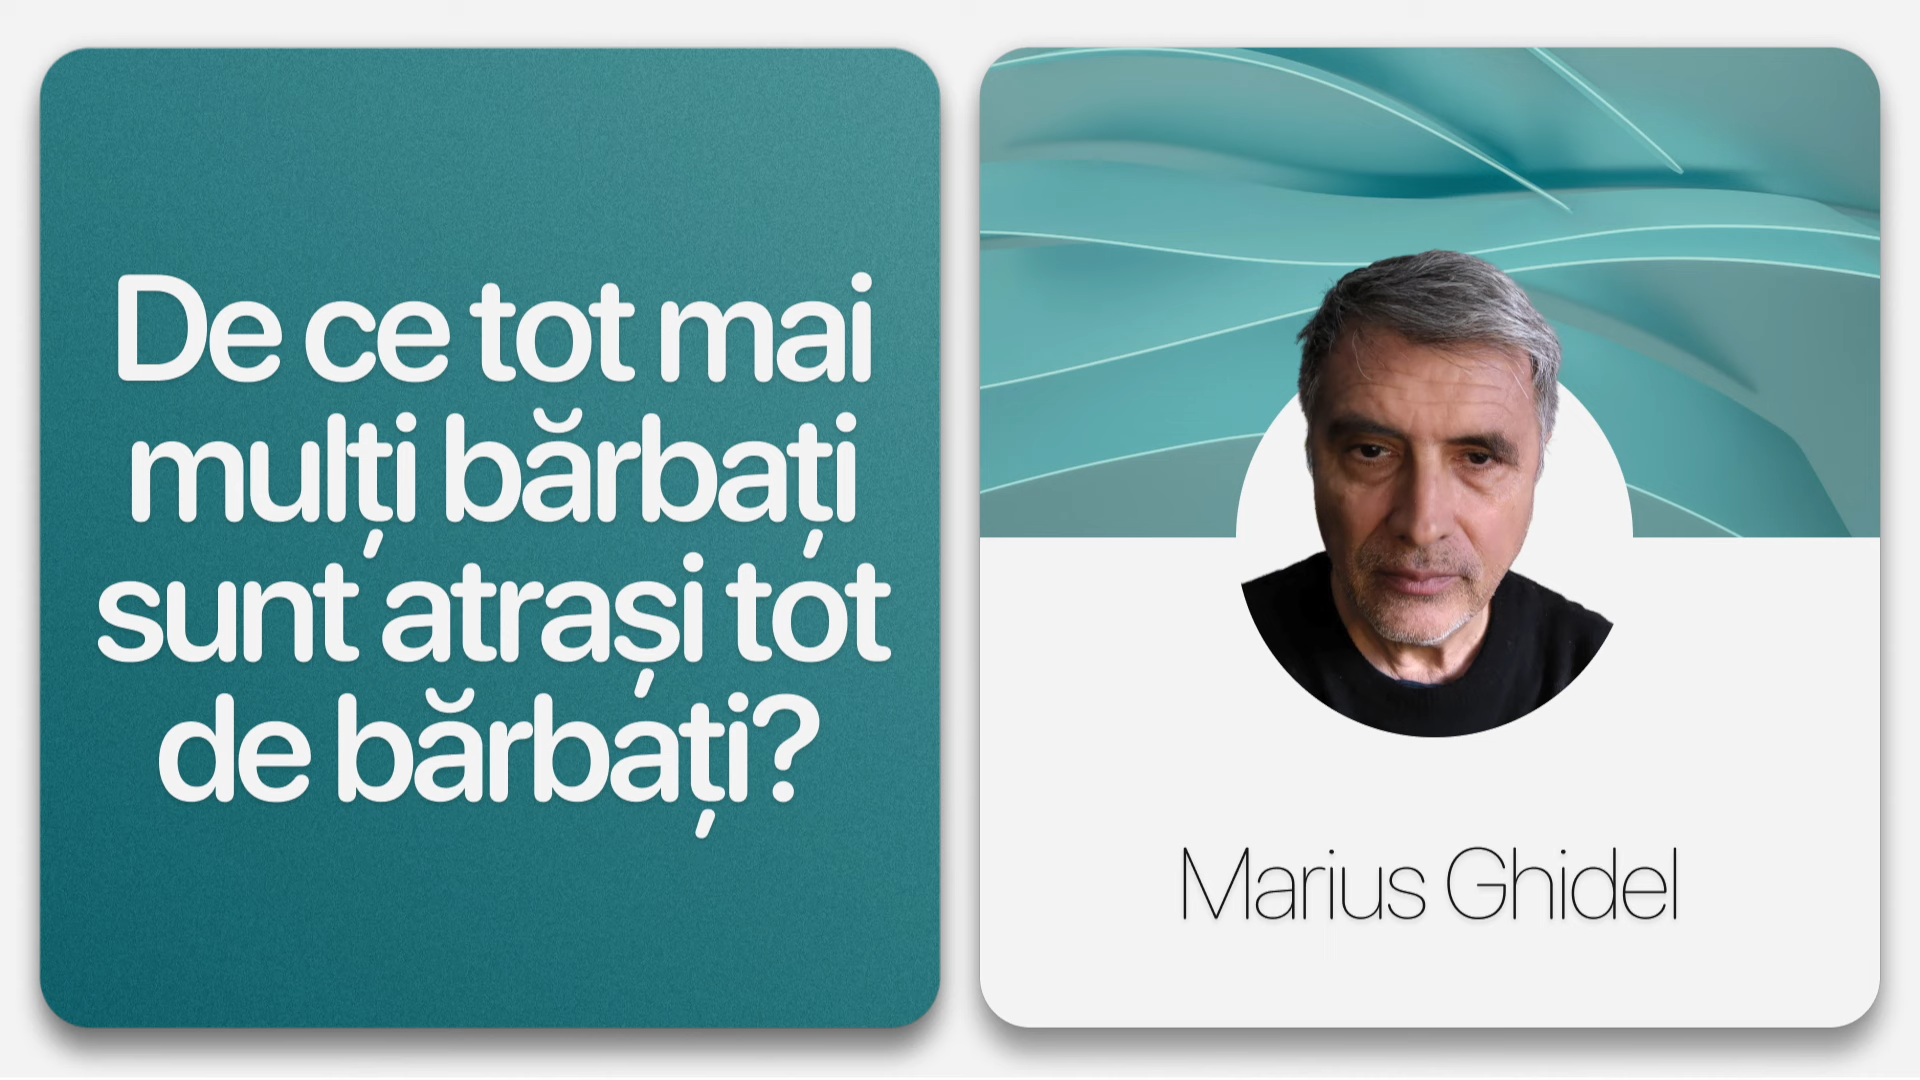 De ce tot mai
mulți bărbați
sunt atrași tot
de bărbați?
Marius Ghidel